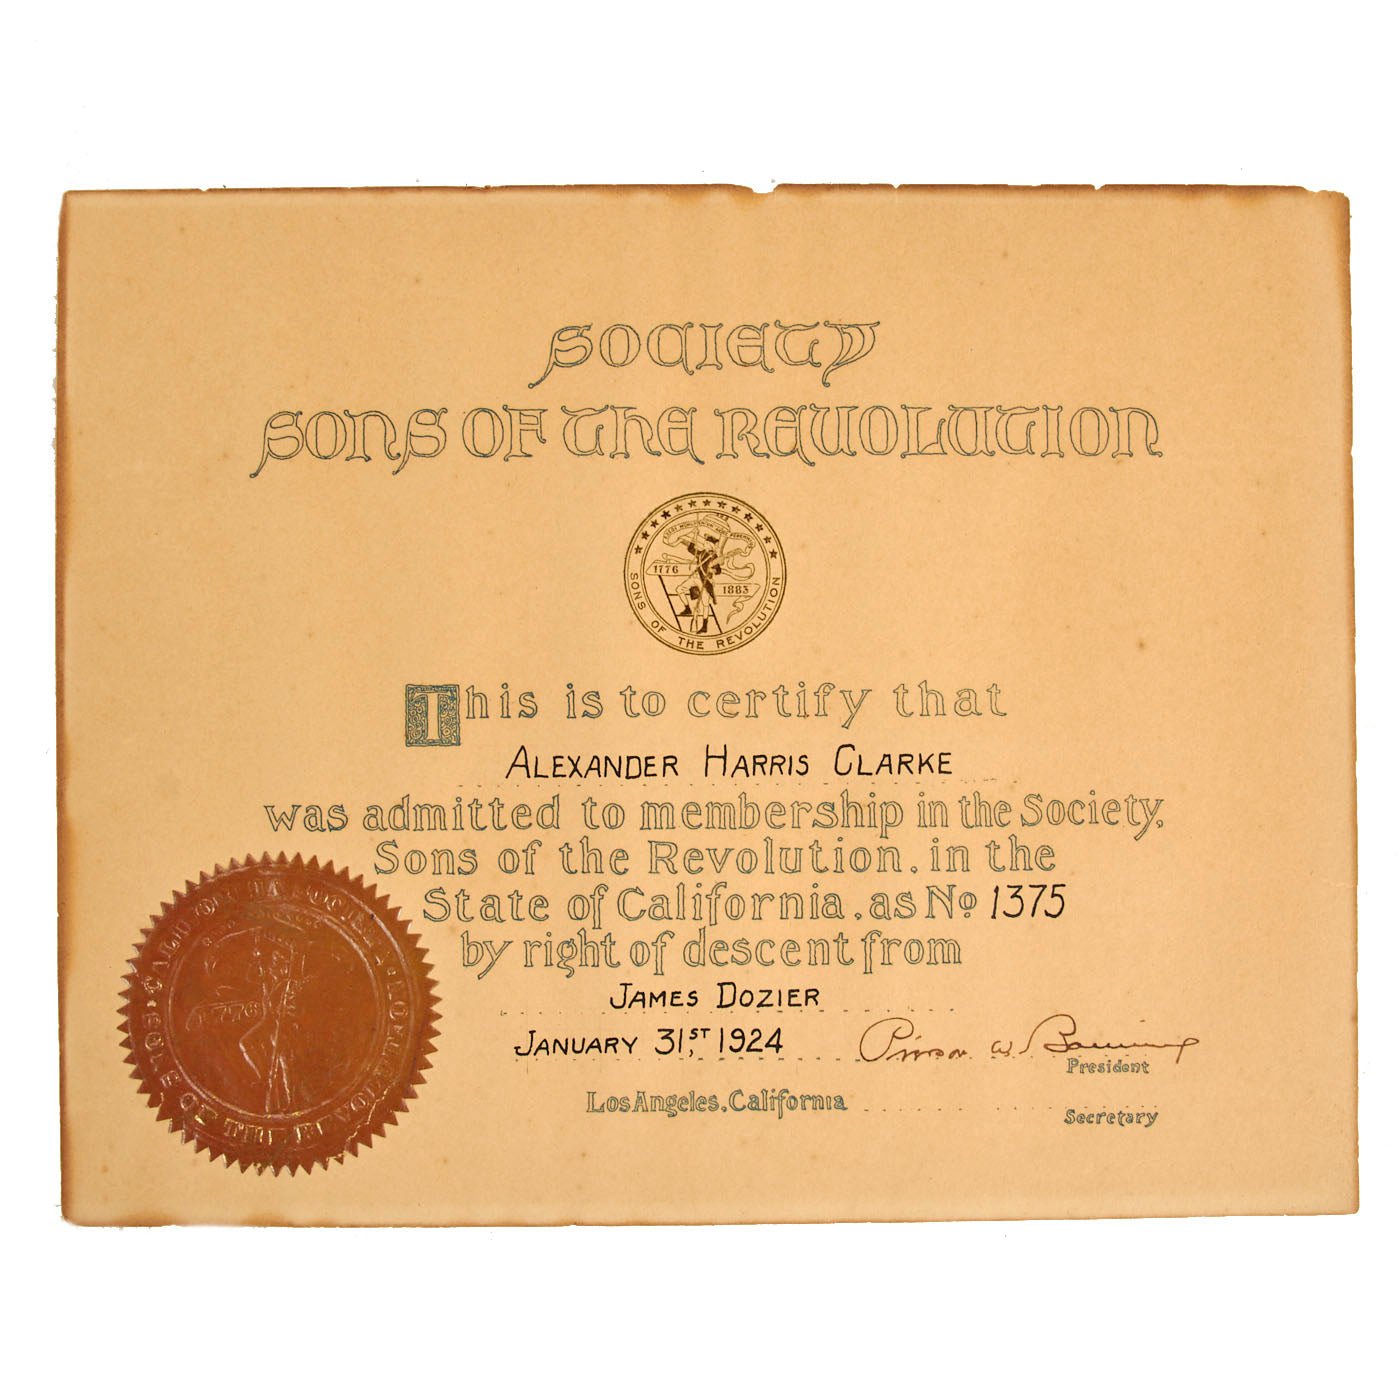 SOCIETY
SONS OF THE REVOLUTION
1776
1883
SONS OF THE REVOLUTION
This is to certify that
ALEXANDER HARRIS CLARKE
was admitted to membership in the Society,
Sons of the Revolution, in the
State of California, as No 1375
by right of descent from
JAMES DOZIER
JANUARY 31ST, 1924
President
Los Angeles, California
Secretary
1776